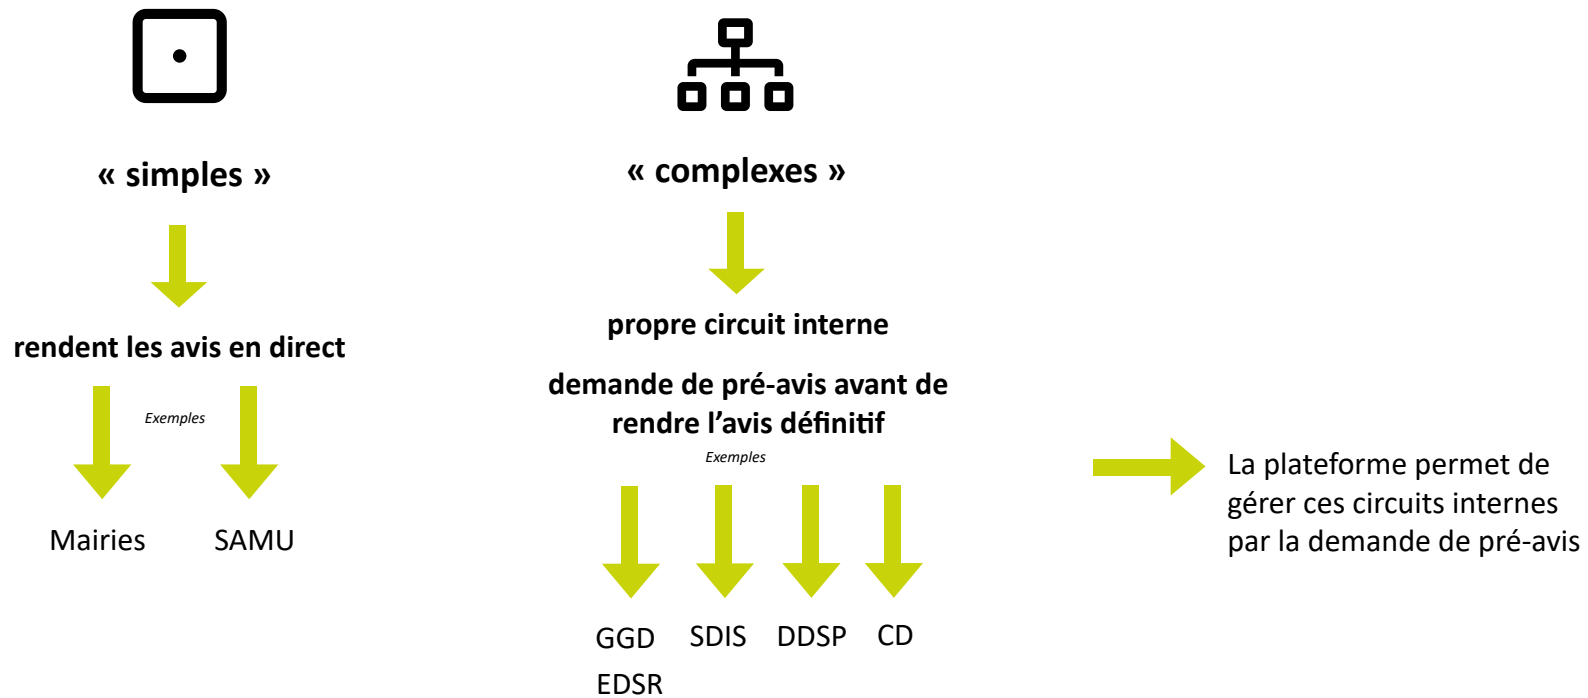 « simples »
rendent les avis en direct
Exemples
Mairies
SAMU
« complexes »
propre circuit interne
demande de pré-avis avant de
rendre l’avis définitif
Exemples
GGD
EDSR
SDIS
DDSP
CD
La plateforme permet de
gérer ces circuits internes
par la demande de pré-avis